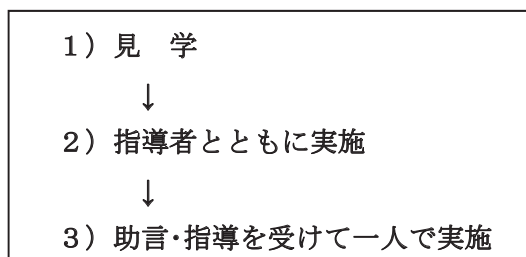 1）見　学
↓
2）指導者とともに実施
↓
3）助言･指導を受けて一人で実施